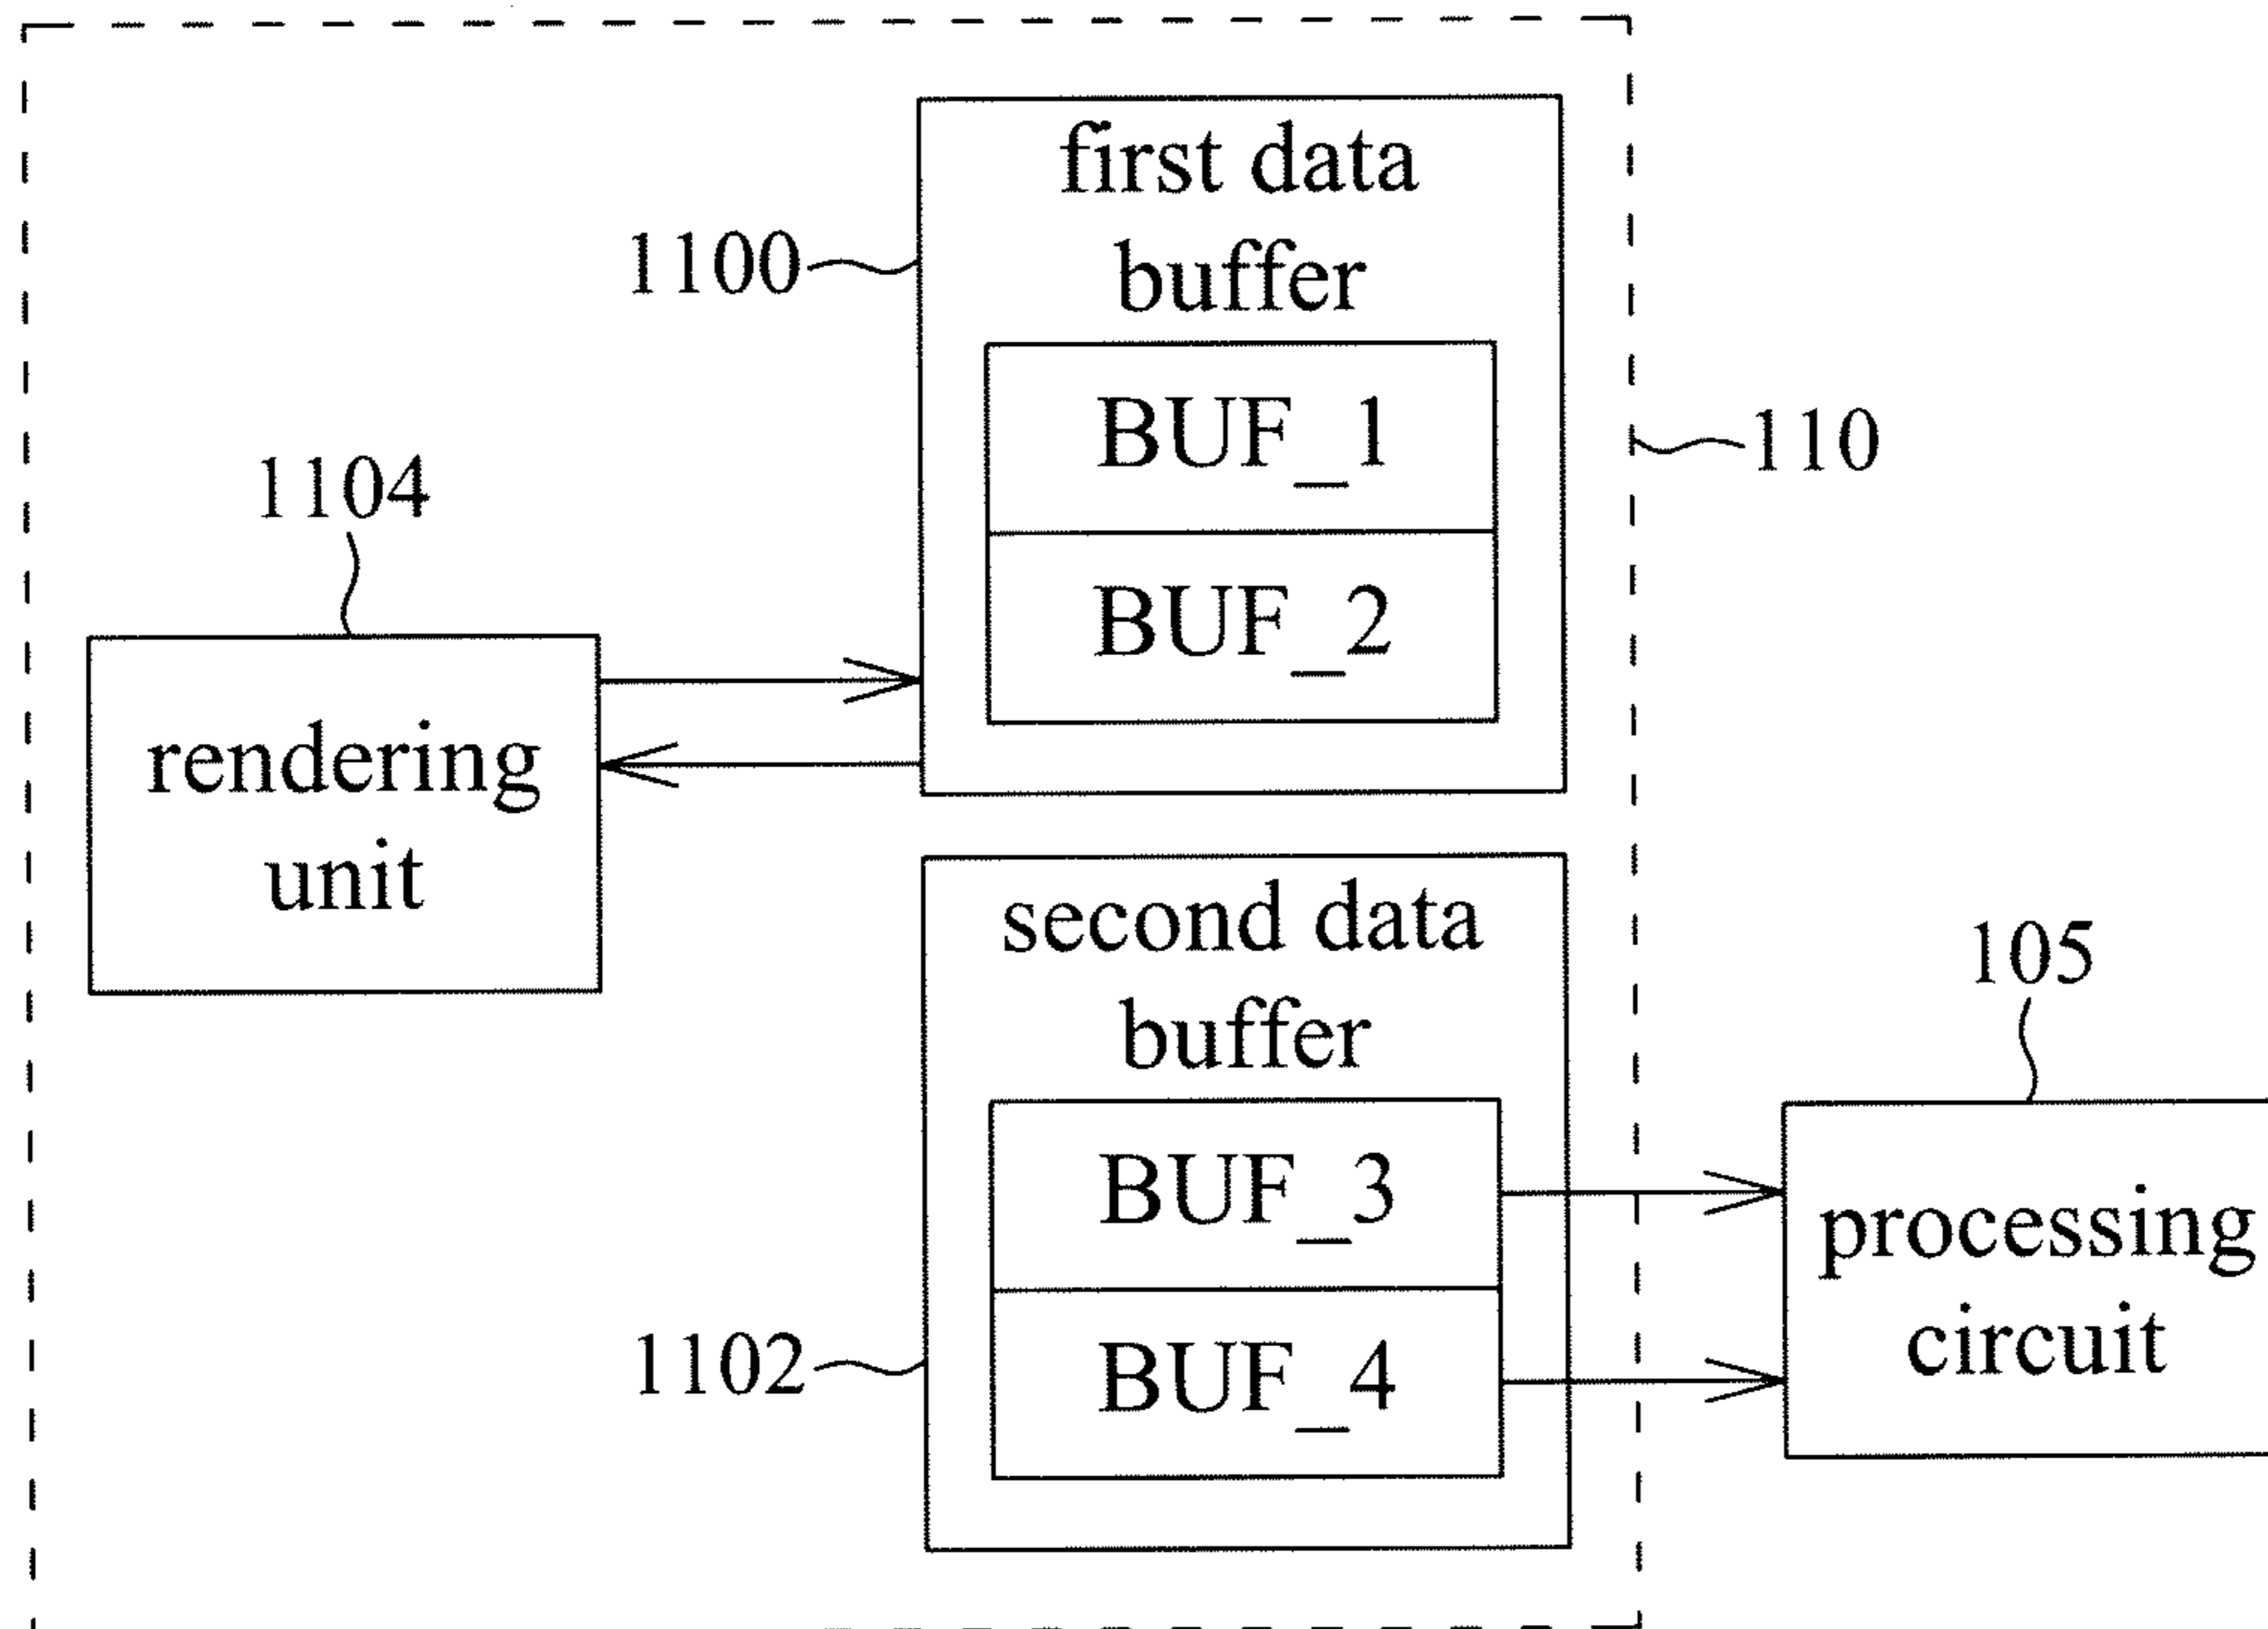 first data
buffer
1100
BUF_1
110
1104
BUF_2
rendering
unit
second data
buffer
105
BUF_3
processing
circuit
1102
BUF_4